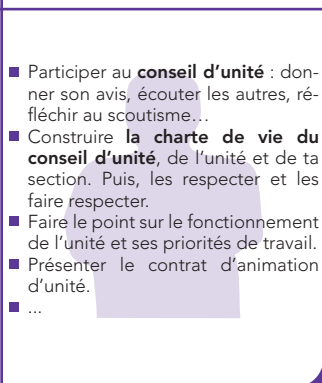 ■ Participer au conseil d'unité : don-
ner son avis, écouter les autres, ré-
fléchir au scoutisme…
■ Construire la charte de vie du
conseil d'unité, de l'unité et de ta
section. Puis, les respecter et les
faire respecter.
■ Faire le point sur le fonctionnement
de l'unité et ses priorités de travail.
■ Présenter le contrat d'animation
d'unité.
■ ...